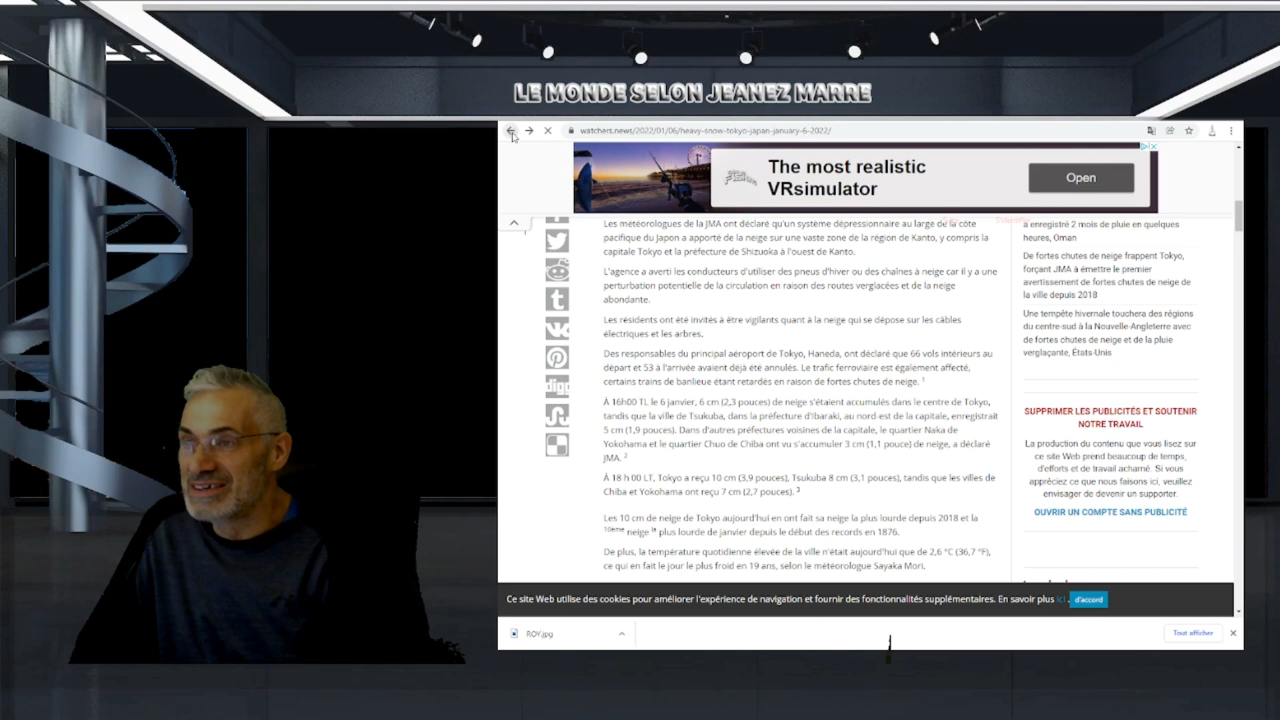 LE MONDE SELON JEANEZ MARRE
watchers.news/2022/01/06/heavy-snow-tokyo-japan-january-6-2022/
The most realistic
VRsimulator
Open
Les météorologues de la JMA ont déclaré qu'un système dépressionnaire au large de la côte
pacifique du Japon a apporté de la neige sur une vaste zone de la région de Kanto, y compris la
capitale Tokyo et la préfecture de Shizuoka à l'ouest de Kanto.
L'agence a averti les conducteurs d'utiliser des pneus d'hiver ou des chaînes à neige car il y a une
perturbation potentielle de la circulation en raison des routes verglacées et de la neige
abondante.
Les résidents ont été invités à être vigilants quant à la neige qui se dépose sur les câbles
électriques et les arbres.
Des responsables du principal aéroport de Tokyo, Haneda, ont déclaré que 66 vols intérieurs au
départ et 53 à l'arrivée avaient déjà été annulés. Le trafic ferroviaire est également affecté,
certains trains de banlieue étant retardés en raison de fortes chutes de neige. 1
À 16h00 TL le 6 janvier, 6 cm (2,3 pouces) de neige s'étaient accumulés dans le centre de Tokyo,
tandis que la ville de Tsukuba, dans la préfecture d'Ibaraki, au nord-est de la capitale, enregistrait
5 cm (1,9 pouces). Dans d'autres préfectures voisines de la capitale, le quartier Naka de
Yokohama et le quartier Chuo de Chiba ont vu s'accumuler 3 cm (1,1 pouce) de neige, a déclaré
JMA. 2
À 18 h 00 LT, Tokyo a reçu 10 cm (3,9 pouces), Tsukuba 8 cm (3,1 pouces), tandis que les villes de
Chiba et Yokohama ont reçu 7 cm (2,7 pouces). 3
Les 10 cm de neige de Tokyo aujourd'hui en ont fait sa neige la plus lourde depuis 2018 et la
10ème neige la plus lourde de janvier depuis le début des records en 1876.
De plus, la température quotidienne élevée de la ville n'était aujourd'hui que de 2,6 °C (36,7 °F),
ce qui en fait le jour le plus froid en 19 ans, selon le météorologue Sayaka Mori.
a enregistré 2 mois de pluie en quelques
heures, Oman
De fortes chutes de neige frappent Tokyo,
forçant JMA à émettre le premier
avertissement de fortes chutes de neige de
la ville depuis 2018
Une tempête hivernale touchera des régions
du centre-sud à la Nouvelle-Angleterre avec
de fortes chutes de neige et de la pluie
verglaçante, États-Unis
SUPPRIMER LES PUBLICITÉS ET SOUTENIR
NOTRE TRAVAIL
La production du contenu que vous lisez sur
ce site Web prend beaucoup de temps,
d'efforts et de travail acharné. Si vous
appréciez ce que nous faisons ici, veuillez
envisager de devenir un supporter.
OUVRIR UN COMPTE SANS PUBLICITÉ
digg
Ce site Web utilise des cookies pour améliorer l'expérience de navigation et fournir des fonctionnalités supplémentaires. En savoir plus ici . d'accord
ROY.jpg
Tout afficher